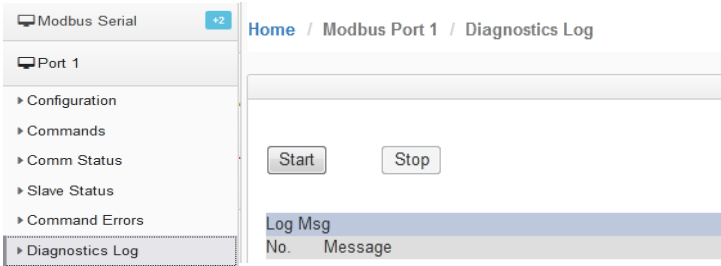 Modbus Serial +2
Port 1
Configuration
Commands
Comm Status
Slave Status
Command Errors
Diagnostics Log
Home / Modbus Port 1 / Diagnostics Log
Start Stop
Log Msg
No. Message